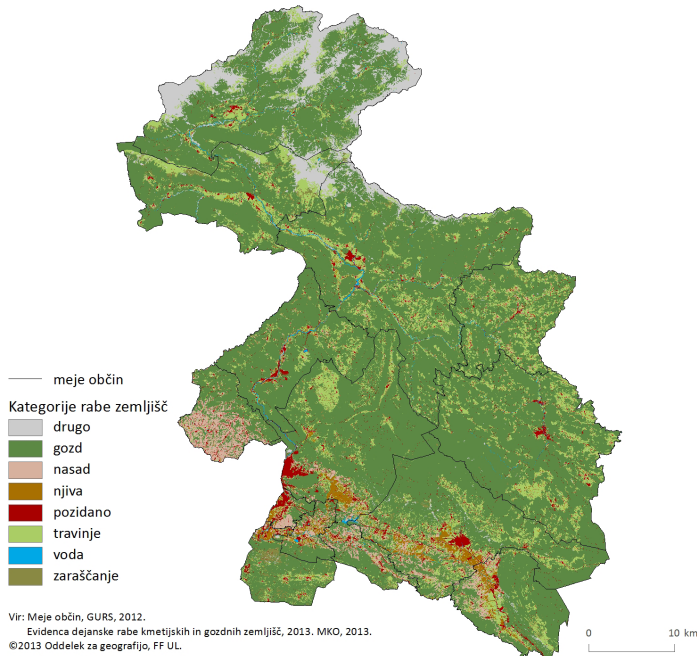 meje občin
Kategorije rabe zemljišč
drugo
gozd
nasad
njiva
pozidano
travinje
voda
zaraščanje
Vir: Meje občin, GURS, 2012.
Evidenca dejanske rabe kmetijskih in gozdnih zemljišč, 2013. MKO, 2013.
©2013 Oddelek za geografijo, FF UL.
0 10 km